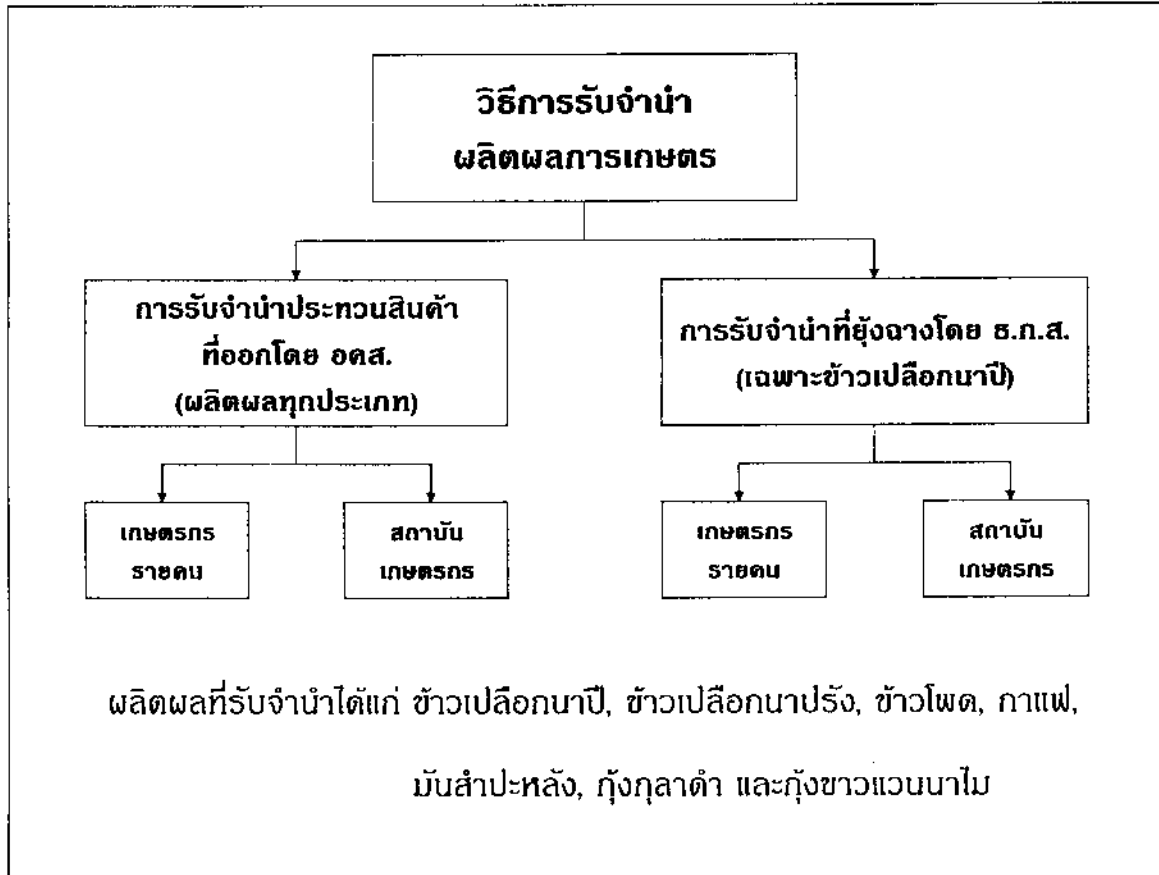 วิธีการรับจำนำ
ผลิตผลการเกษตร
การรับจำนำประทวนสินค้า
ที่ออกโดย อคส.
(ผลิตผลทุกประเภท)
การรับจำนำที่ยุ้งฉางโดย ธ.ก.ส.
(เฉพาะข้าวเปลือกนาปี)
เกษตรกร
รายคน
สถาบัน
เกษตรกร
เกษตรกร
รายคน
สถาบัน
เกษตรกร
ผลิตผลที่รับจำนำได้แก่ ข้าวเปลือกนาปี, ข้าวเปลือกนาปรัง, ข้าวโพด, กาแฟ,
มันสำปะหลัง, กุ้งกุลาดำ และกุ้งขาวแวนนาไม